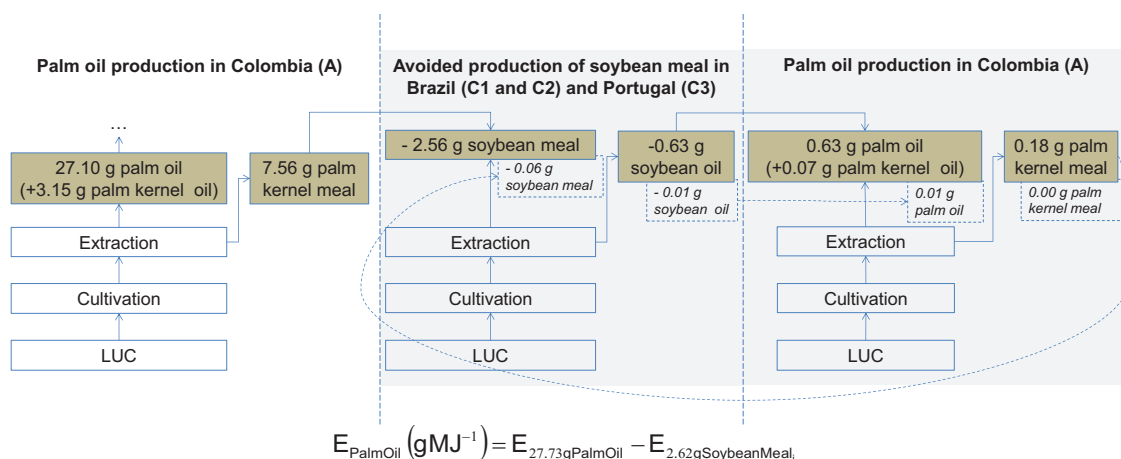 Palm oil production in Colombia (A)
...
27.10 g palm oil
(+3.15 g palm kernel oil)
7.56 g palm
kernel meal
Extraction
Cultivation
LUC
Avoided production of soybean meal in
Brazil (C1 and C2) and Portugal (C3)
- 2.56 g soybean meal
- 0.06 g
soybean meal
-0.63 g
soybean oil
- 0.01 g
soybean oil
Extraction
Cultivation
LUC
Palm oil production in Colombia (A)
0.63 g palm oil
(+0.07 g palm kernel oil)
0.01 g
palm oil
0.18 g palm
kernel meal
0.00 g palm
kernel meal
Extraction
Cultivation
LUC
E_PalmOil (gMJ⁻¹) = E_27.73gPalmOil − E_2.62gSoybeanMeal_i